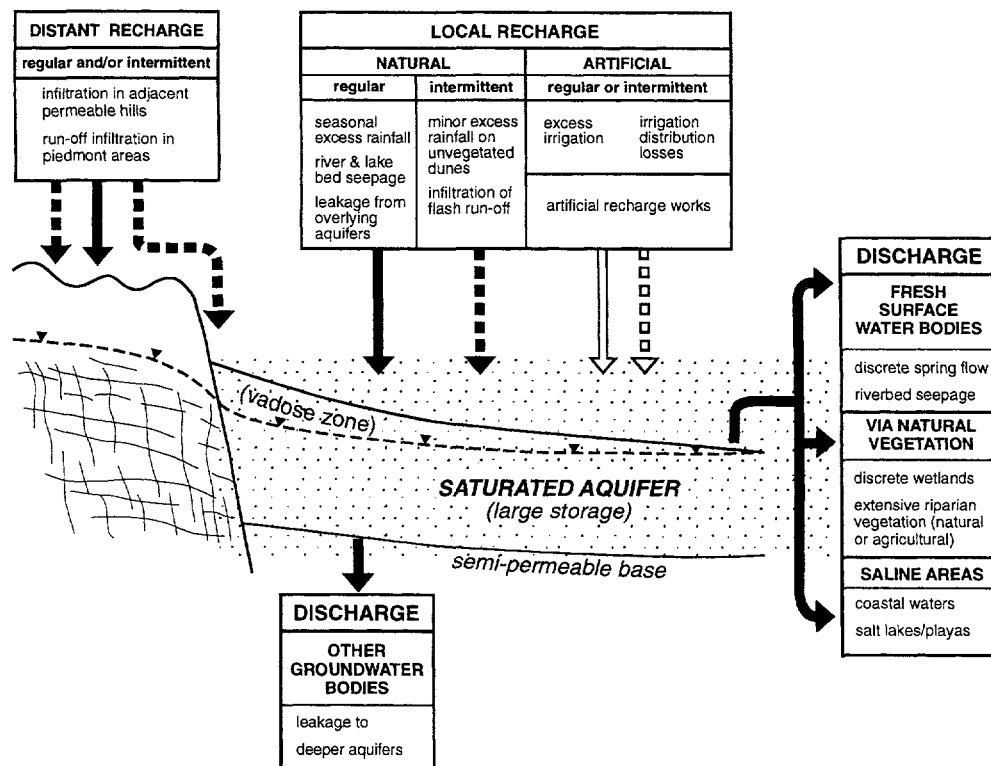 DISTANT RECHARGE
regular and/or intermittent
infiltration in adjacent
permeable hills
run-off infiltration in
piedmont areas
LOCAL RECHARGE
NATURAL
ARTIFICIAL
regular
intermittent
regular or intermittent
seasonal
excess rainfall
river & lake
bed seepage
leakage from
overlying
aquifers
minor excess
rainfall on
unvegetated
dunes
infiltration of
flash run-off
excess
irrigation
irrigation
distribution
losses
artificial recharge works
(vadose zone)
SATURATED AQUIFER
(large storage)
semi-permeable base
DISCHARGE
FRESH
SURFACE
WATER BODIES
discrete spring flow
riverbed seepage
VIA NATURAL
VEGETATION
discrete wetlands
extensive riparian
vegetation (natural
or agricultural)
SALINE AREAS
coastal waters
salt lakes/playas
DISCHARGE
OTHER
GROUNDWATER
BODIES
leakage to
deeper aquifers